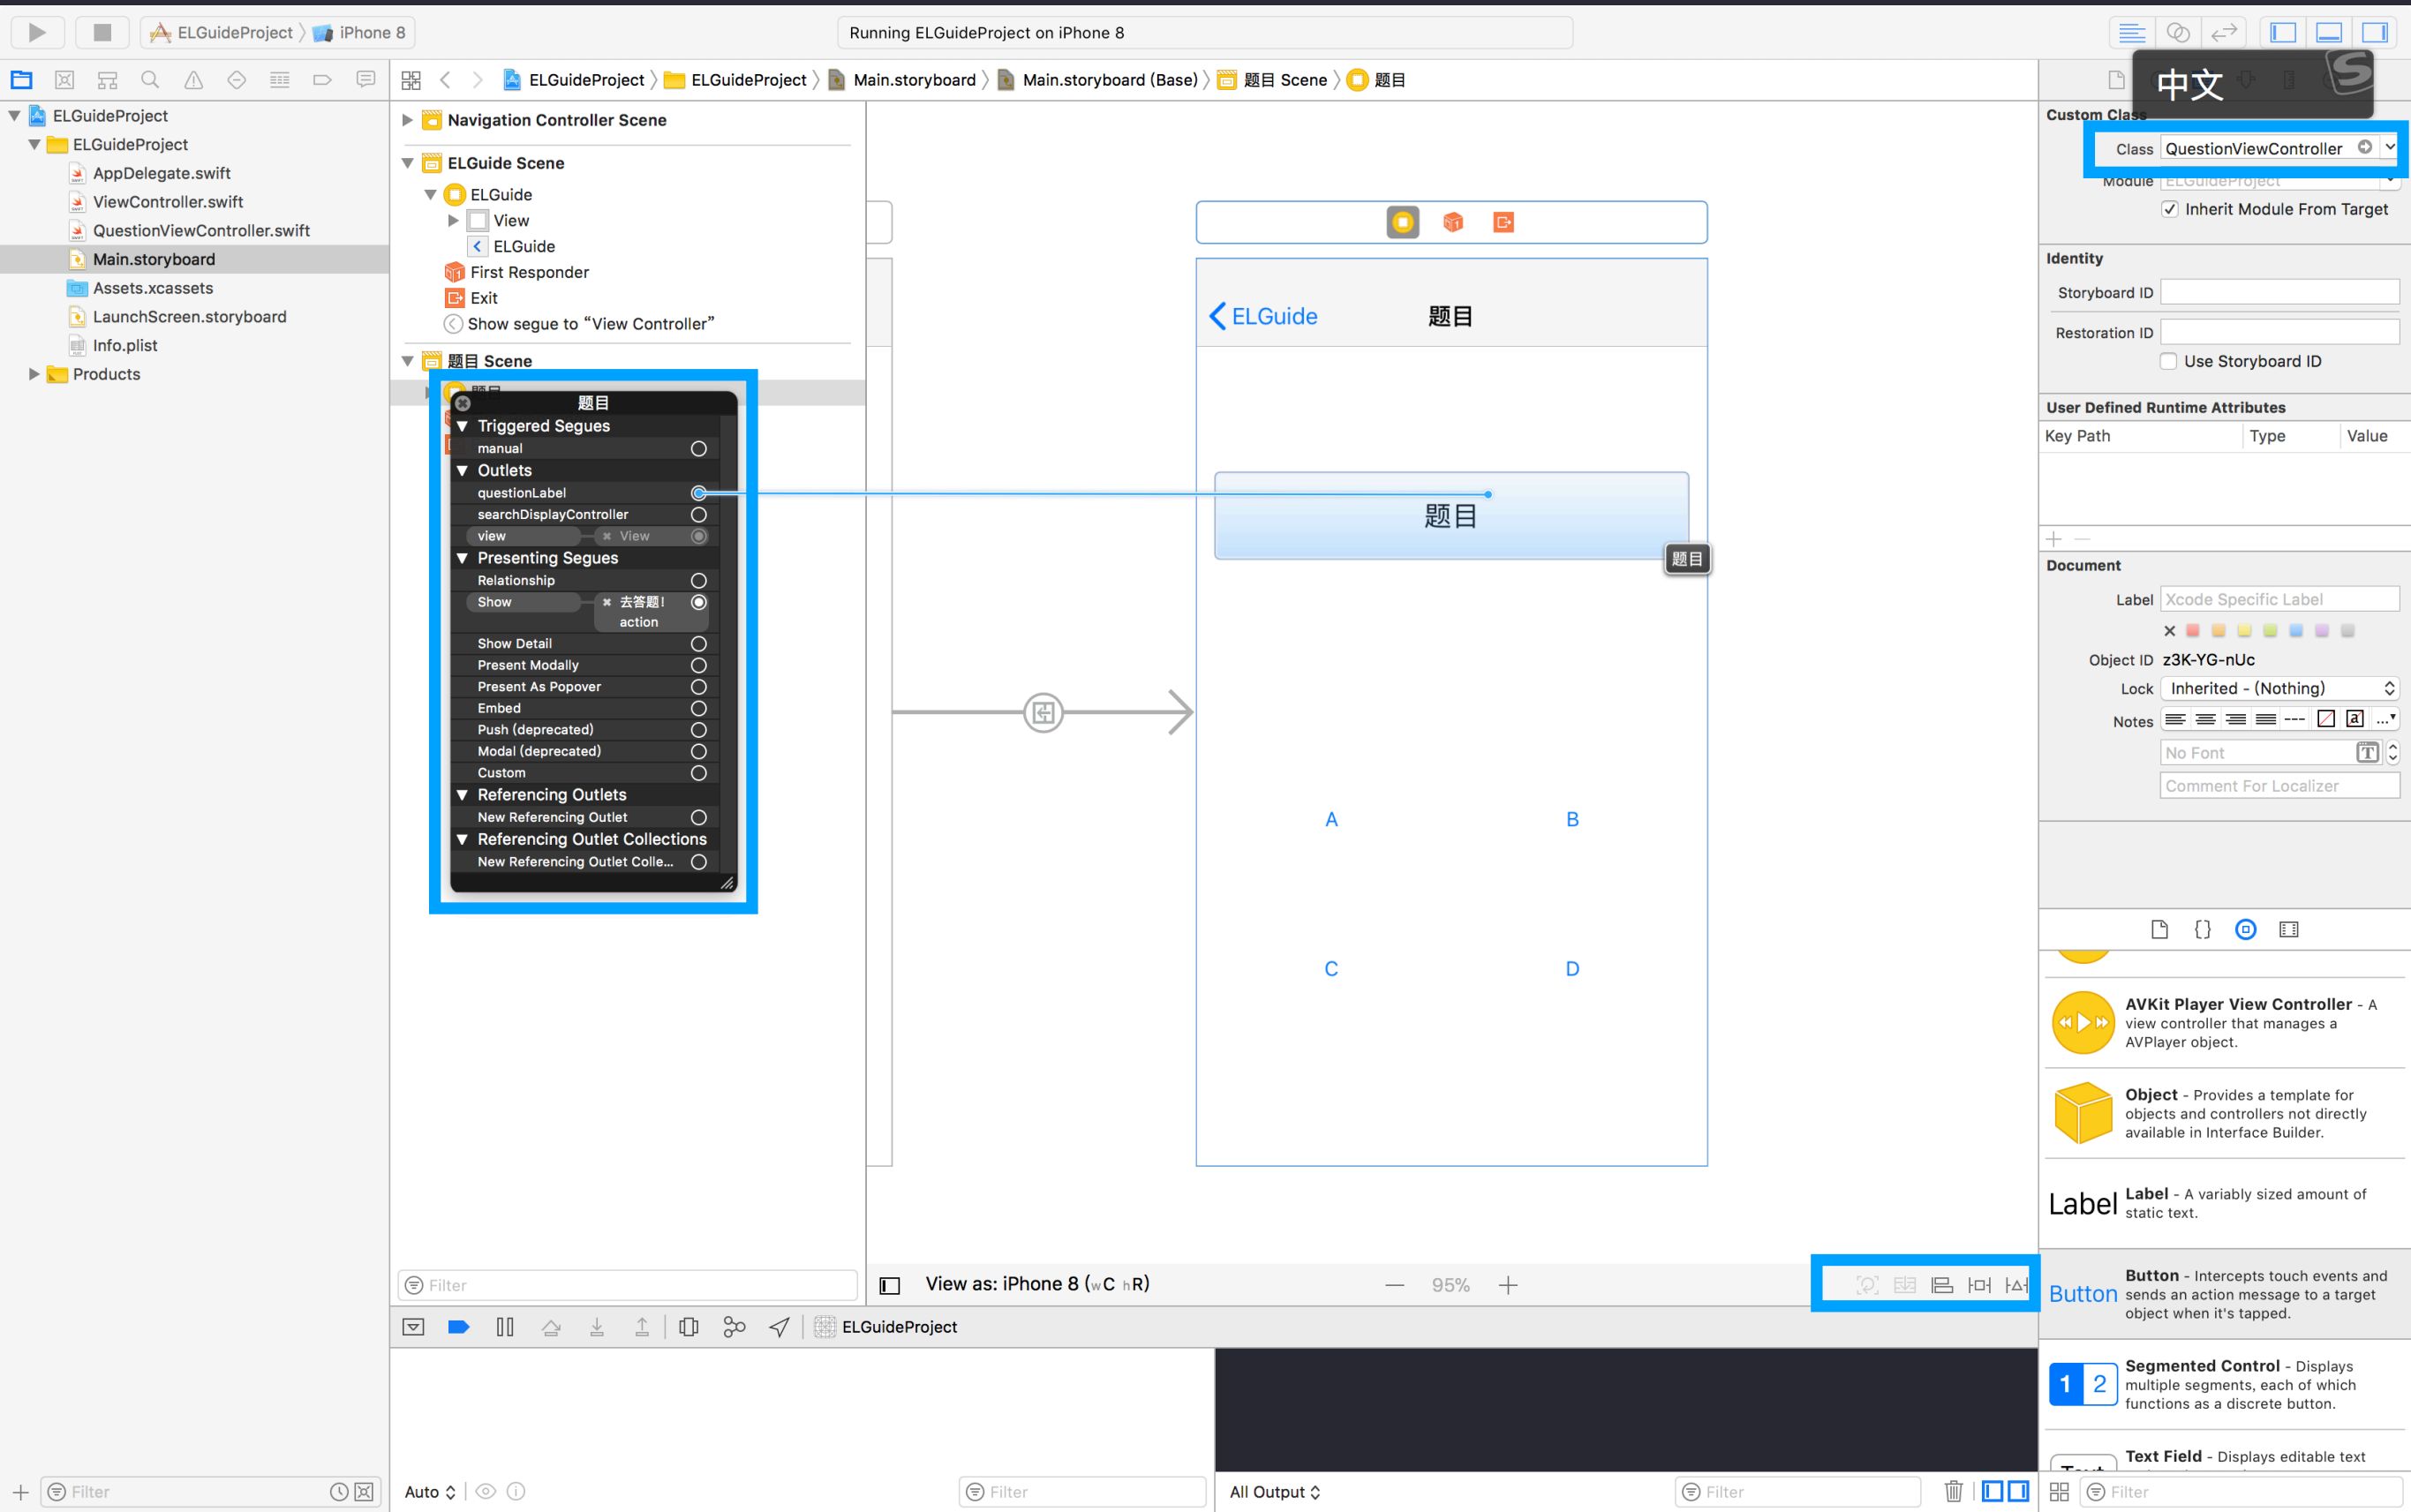 ELGuideProject
iPhone 8
Running ELGuideProject on iPhone 8
ELGuideProject
ELGuideProject
Main.storyboard
Main.storyboard (Base)
题目 Scene
题目
中文
ELGuideProject
ELGuideProject
AppDelegate.swift
ViewController.swift
QuestionViewController.swift
Main.storyboard
Assets.xcassets
LaunchScreen.storyboard
Info.plist
Products
Filter
Navigation Controller Scene
ELGuide Scene
ELGuide
View
ELGuide
First Responder
Exit
Show segue to “View Controller”
题目 Scene
题目
题目
Triggered Segues
manual
Outlets
questionLabel
searchDisplayController
view
View
Presenting Segues
Relationship
Show
去答题!
action
Show Detail
Present Modally
Present As Popover
Embed
Push (deprecated)
Modal (deprecated)
Custom
Referencing Outlets
New Referencing Outlet
Referencing Outlet Collections
New Referencing Outlet Colle...
Filter
ELGuide
题目
题目
题目
A
B
C
D
View as: iPhone 8 (wC hR)
95%
ELGuideProject
Auto
Filter
All Output
Filter
Custom Class
Class QuestionViewController
Module ELGuideProject
Inherit Module From Target
Identity
Storyboard ID
Restoration ID
Use Storyboard ID
User Defined Runtime Attributes
Key Path Type Value
Document
Label Xcode Specific Label
Object ID z3K-YG-nUc
Lock Inherited - (Nothing)
Notes
No Font
Comment For Localizer
AVKit Player View Controller - A
view controller that manages a
AVPlayer object.
Object - Provides a template for
objects and controllers not directly
available in Interface Builder.
Label
Label - A variably sized amount of
static text.
Button
Button - Intercepts touch events and
sends an action message to a target
object when it's tapped.
1 2
Segmented Control - Displays
multiple segments, each of which
functions as a discrete button.
Text Field - Displays editable text
Filter